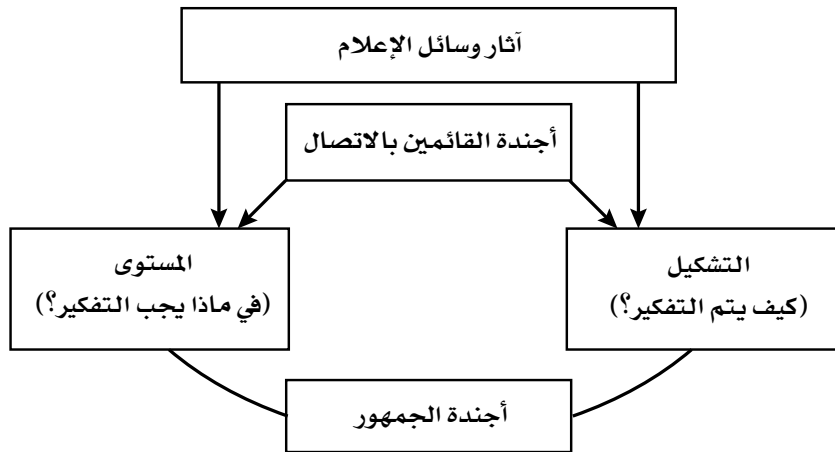 آثار وسائل الإعلام
أجندة القائمين بالاتصال
التشكيل
(كيف يتم التفكير؟)
المستوى
(في ماذا يجب التفكير؟)
أجندة الجمهور